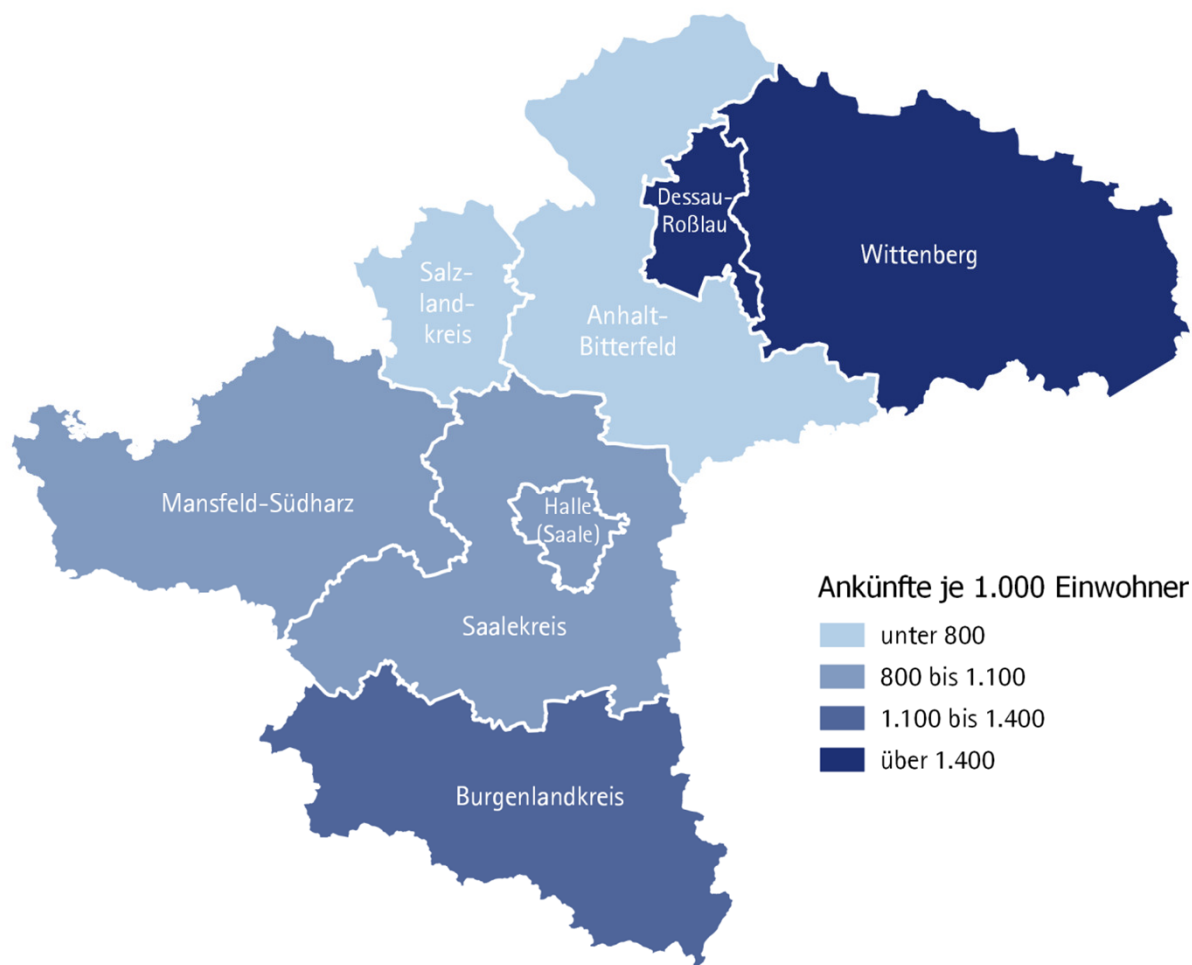 Dessau-
Roßlau
Wittenberg
Salz-
land-
kreis
Anhalt-
Bitterfeld
Mansfeld-Südharz
Halle
(Saale)
Saalekreis
Burgenlandkreis
Ankünfte je 1.000 Einwohner
unter 800
800 bis 1.100
1.100 bis 1.400
über 1.400